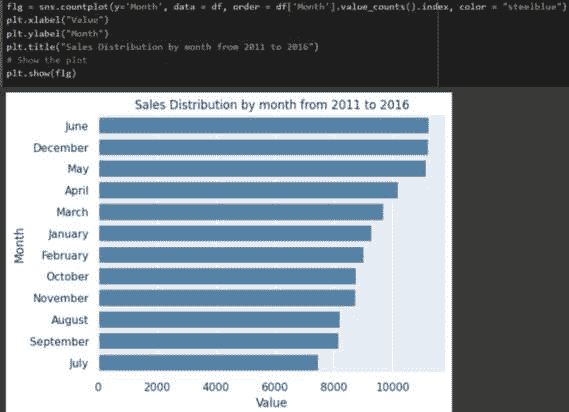 flg = sns.countplot(y='Month', data = df, order = df['Month'].value_counts().index, color = "steelblue")
plt.xlabel("Value")
plt.ylabel("Month")
plt.title("Sales Distribution by month from 2011 to 2016")
# Show the plot
plt.show(flg)
Sales Distribution by month from 2011 to 2016
June
December
May
April
March
January
February
October
November
August
September
July
Month
0 2000 4000 6000 8000 10000
Value